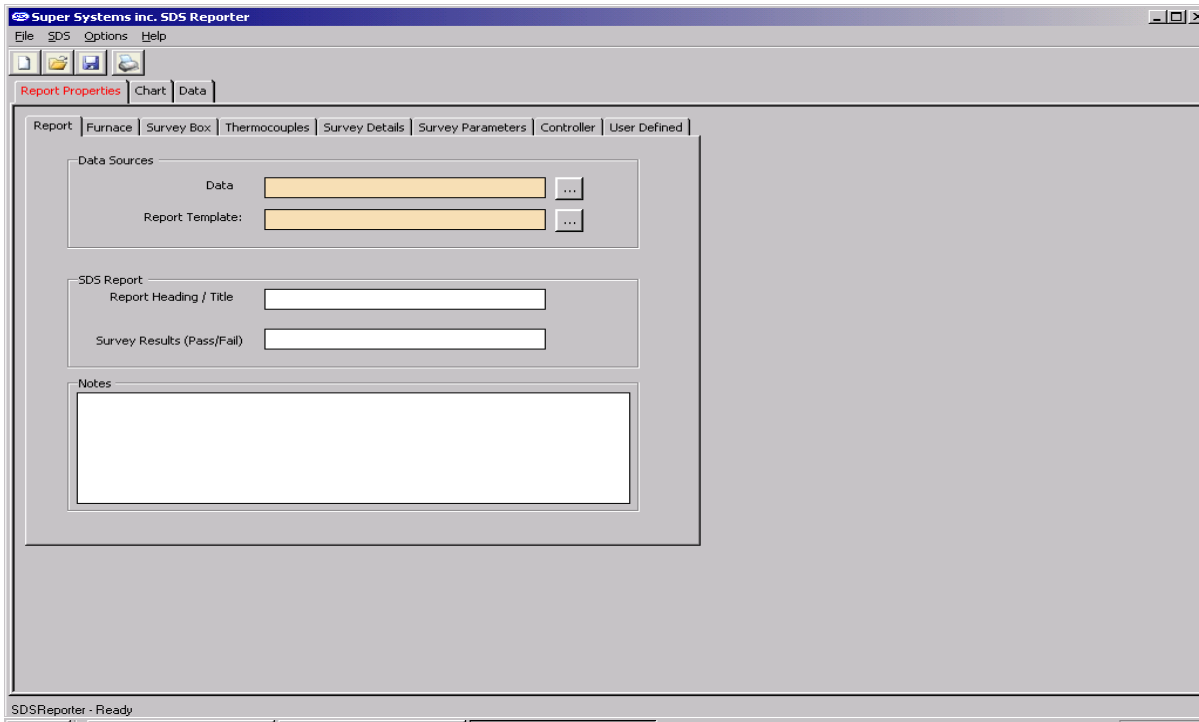 Super Systems inc. SDS Reporter
File SDS Options Help
Report Properties Chart Data
Report Furnace Survey Box Thermocouples Survey Details Survey Parameters Controller User Defined
Data Sources
Data
...
Report Template:
...
SDS Report
Report Heading / Title
Survey Results (Pass/Fail)
Notes
SDSReporter - Ready